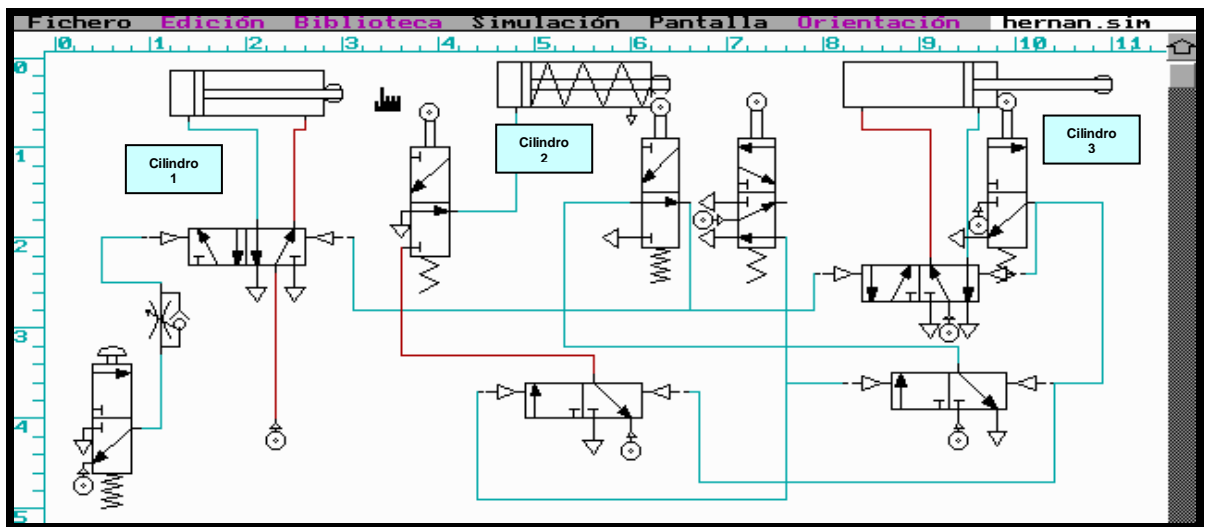 Fichero Edición Biblioteca Simulación Pantalla Orientación hernan.sim
0 1 2 3 4 5 6 7 8 9 10 11
0
Cilindro
1
Cilindro
2
Cilindro
3
1
2
3
4
5